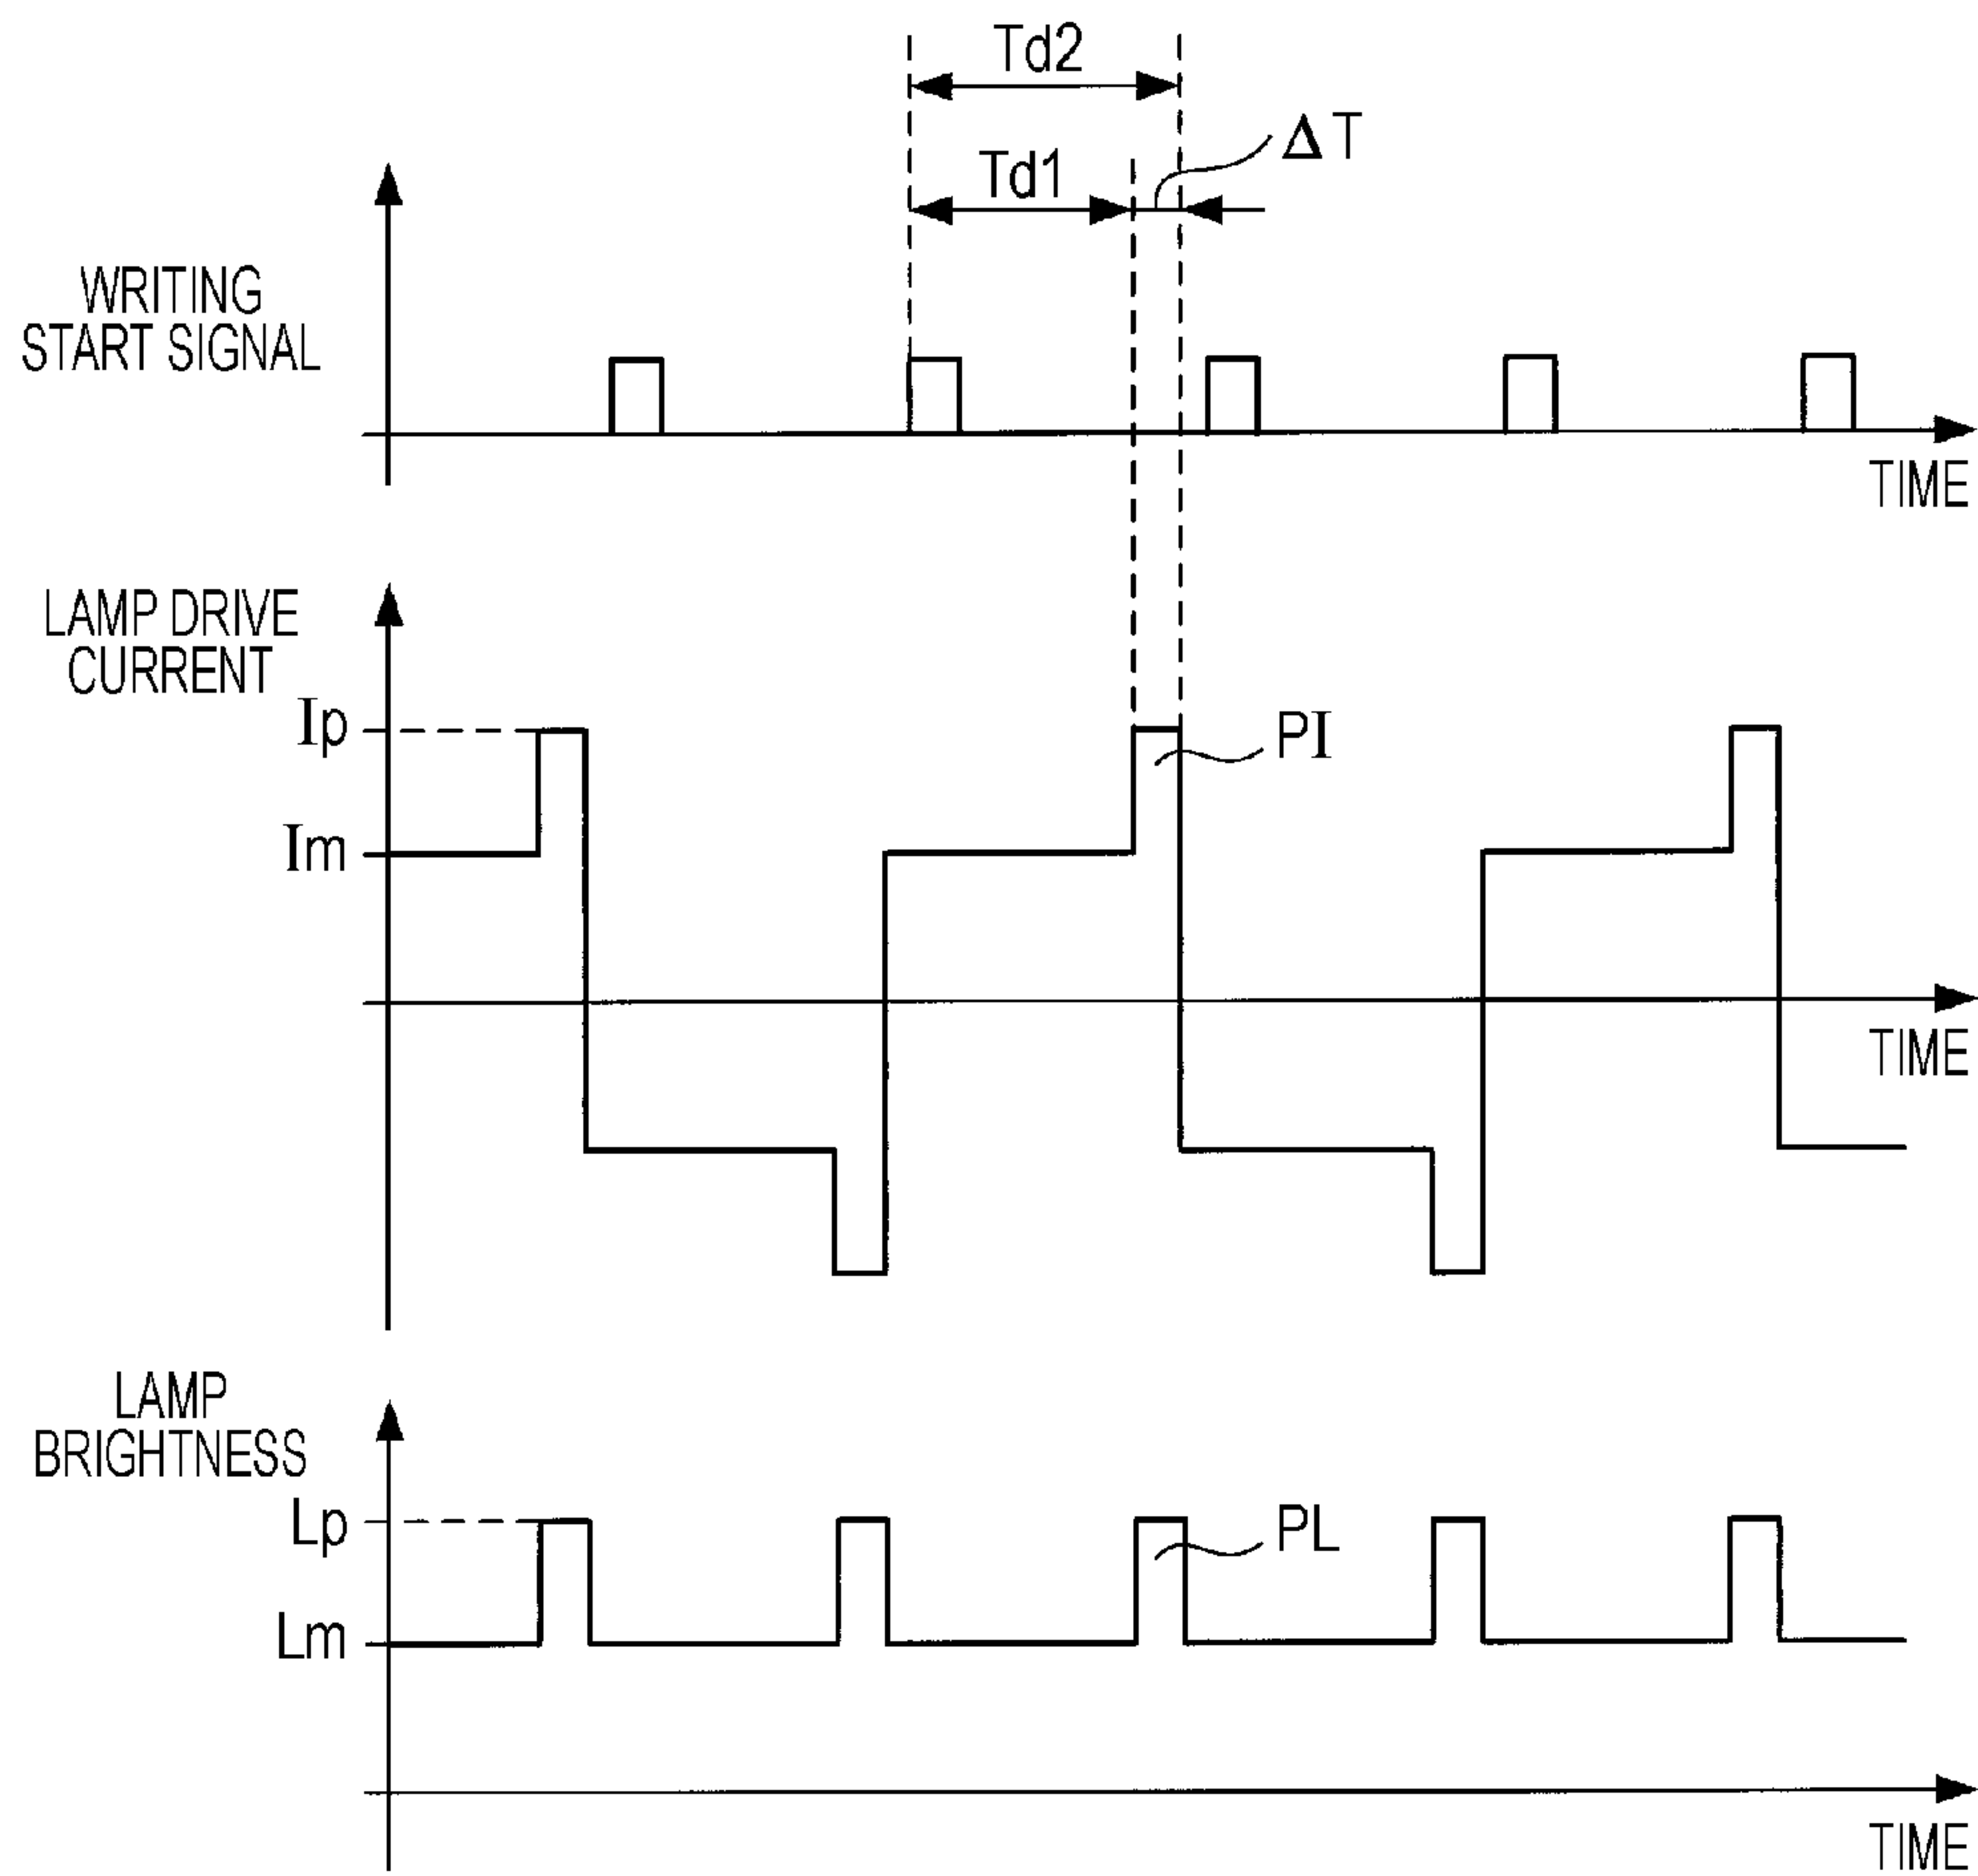 Td2
ΔT
Td1
WRITING
START SIGNAL
TIME
LAMP DRIVE
CURRENT
Ip
PI
Im
TIME
LAMP
BRIGHTNESS
Lp
PL
Lm
TIME